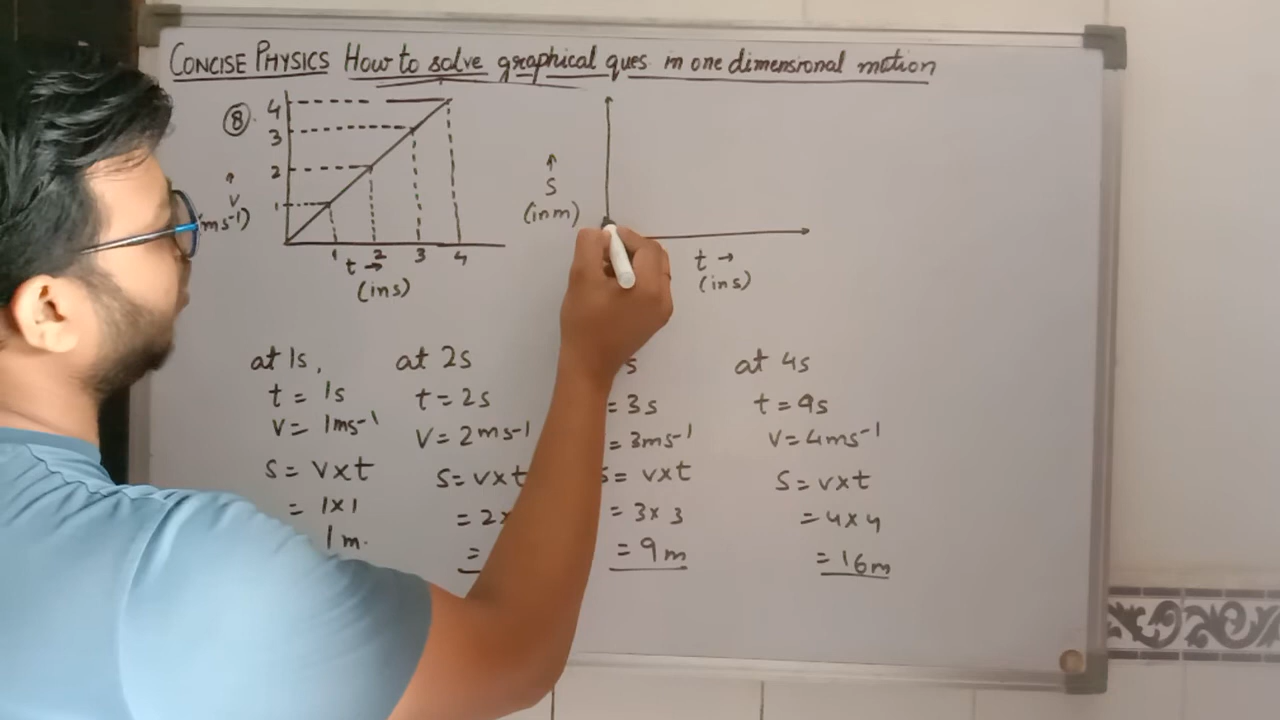 CONCISE PHYSICS How to solve graphical ques. in one dimensional motion
8.
4
3
2
1
↑
V
(ms-1)
1 2 3 4
t →
(in s)
↑
S
(in m)
t →
(in s)
at 1s,
t = 1s
V = 1ms-1
S = v x t
= 1 x 1
1 m.
at 2s
t = 2s
V = 2ms-1
S = v x t
= 2x
=
s
= 3s
= 3ms-1
S = v x t
= 3 x 3
= 9m
at 4s
t = 4s
V = 4ms-1
S = v x t
= 4 x 4
= 16m